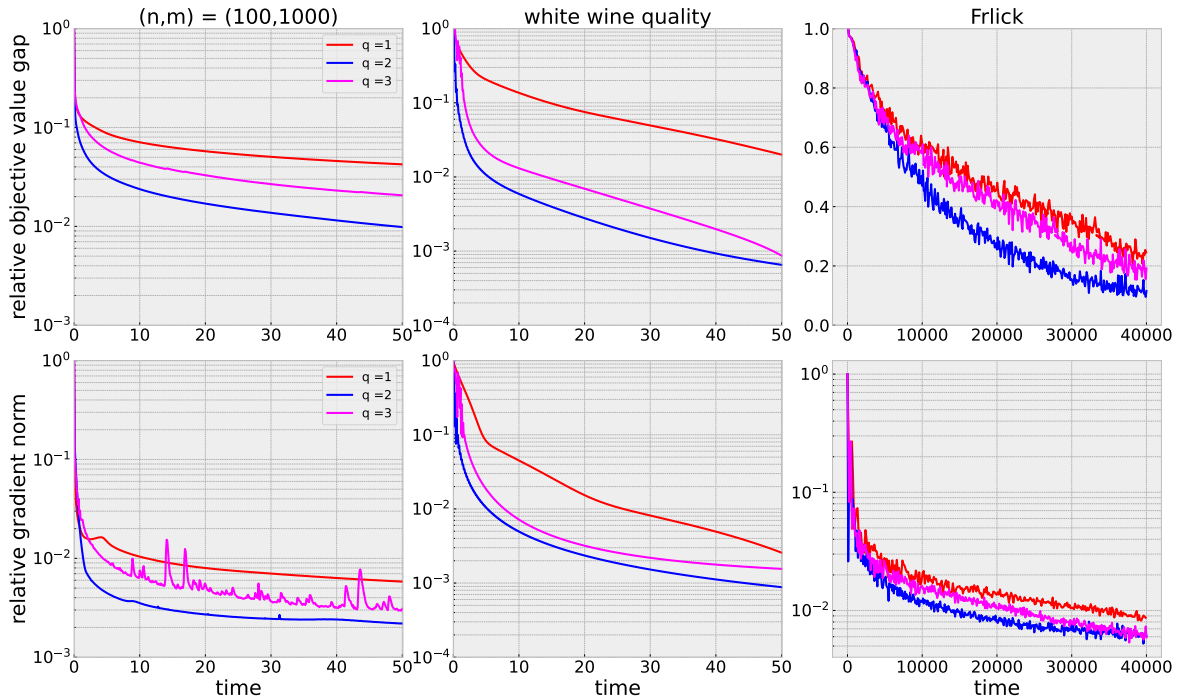 (n,m) = (100,1000)
white wine quality
Frlick
relative objective value gap
10⁰
10⁻¹
10⁻²
10⁻³
0 10 20 30 40 50
q =1
q =2
q =3
10⁰
10⁻¹
10⁻²
10⁻³
10⁻⁴
0 10 20 30 40 50
1.0
0.8
0.6
0.4
0.2
0.0
0 10000 20000 30000 40000
relative gradient norm
10⁰
10⁻¹
10⁻²
10⁻³
0 10 20 30 40 50
time
q =1
q =2
q =3
10⁰
10⁻¹
10⁻²
10⁻³
10⁻⁴
0 10 20 30 40 50
time
10⁰
10⁻¹
10⁻²
0 10000 20000 30000 40000
time